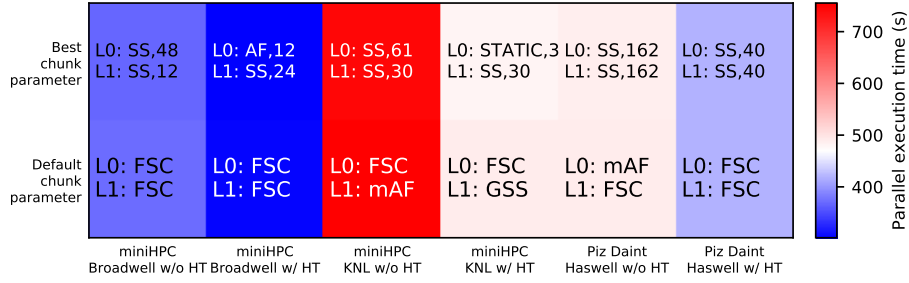 Best
chunk
parameter
L0: SS,48
L1: SS,12
L0: AF,12
L1: SS,24
L0: SS,61
L1: SS,30
L0: STATIC,3
L1: SS,30
L0: SS,162
L1: SS,162
L0: SS,40
L1: SS,40
Default
chunk
parameter
L0: FSC
L1: FSC
L0: FSC
L1: FSC
L0: FSC
L1: mAF
L0: FSC
L1: GSS
L0: mAF
L1: FSC
L0: FSC
L1: FSC
miniHPC
Broadwell w/o HT
miniHPC
Broadwell w/ HT
miniHPC
KNL w/o HT
miniHPC
KNL w/ HT
Piz Daint
Haswell w/o HT
Piz Daint
Haswell w/ HT
700
600
500
400
Parallel execution time (s)